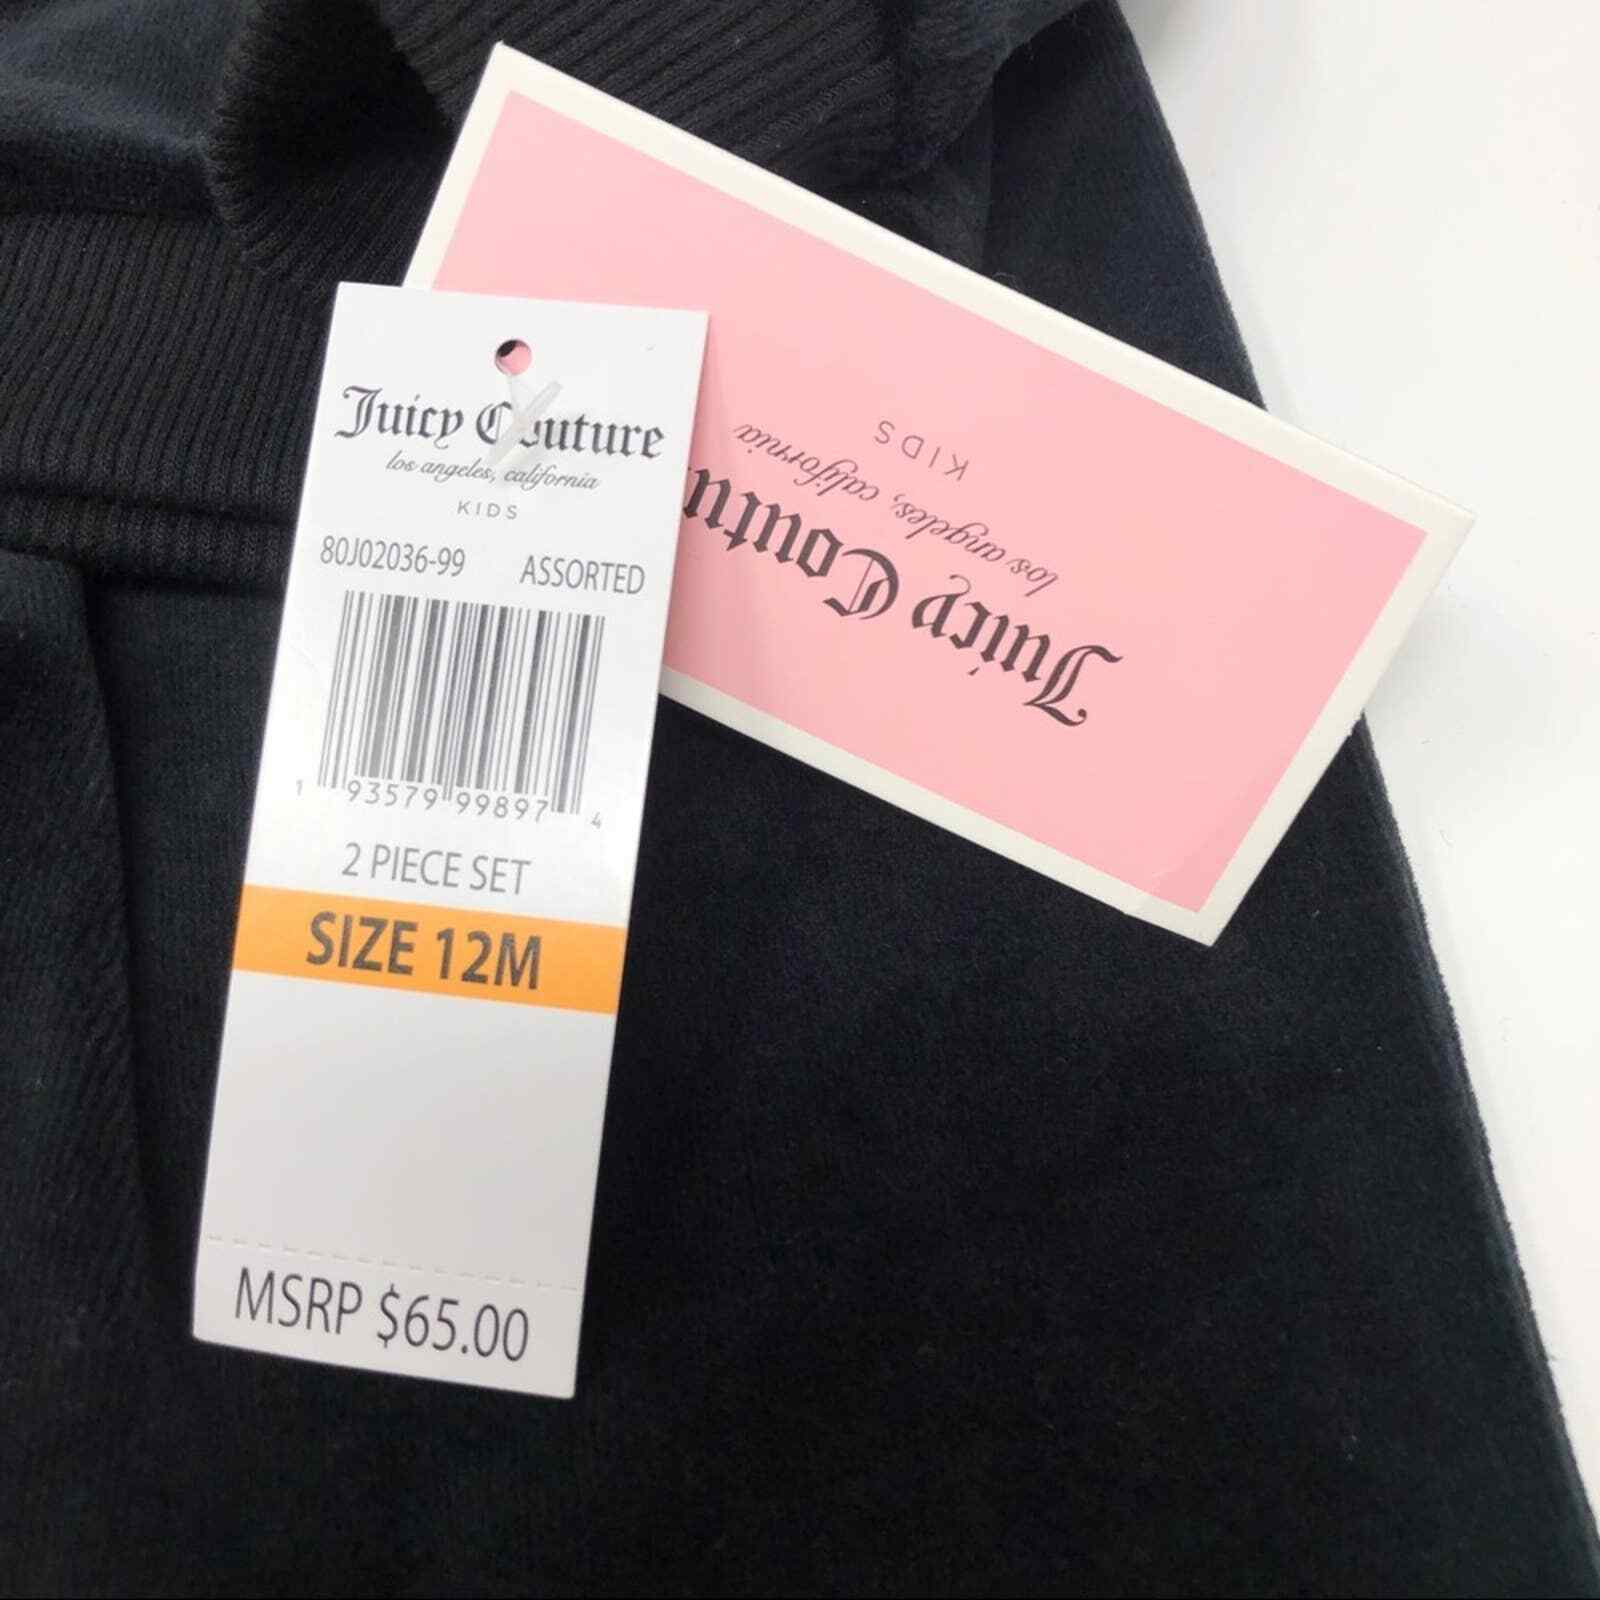 Juicy Couture
los angeles, california
KIDS
80J02036-99 ASSORTED
1 93579 99897 4
2 PIECE SET
SIZE 12M
MSRP $65.00
Juicy Coutu
los angeles, california
KIDS